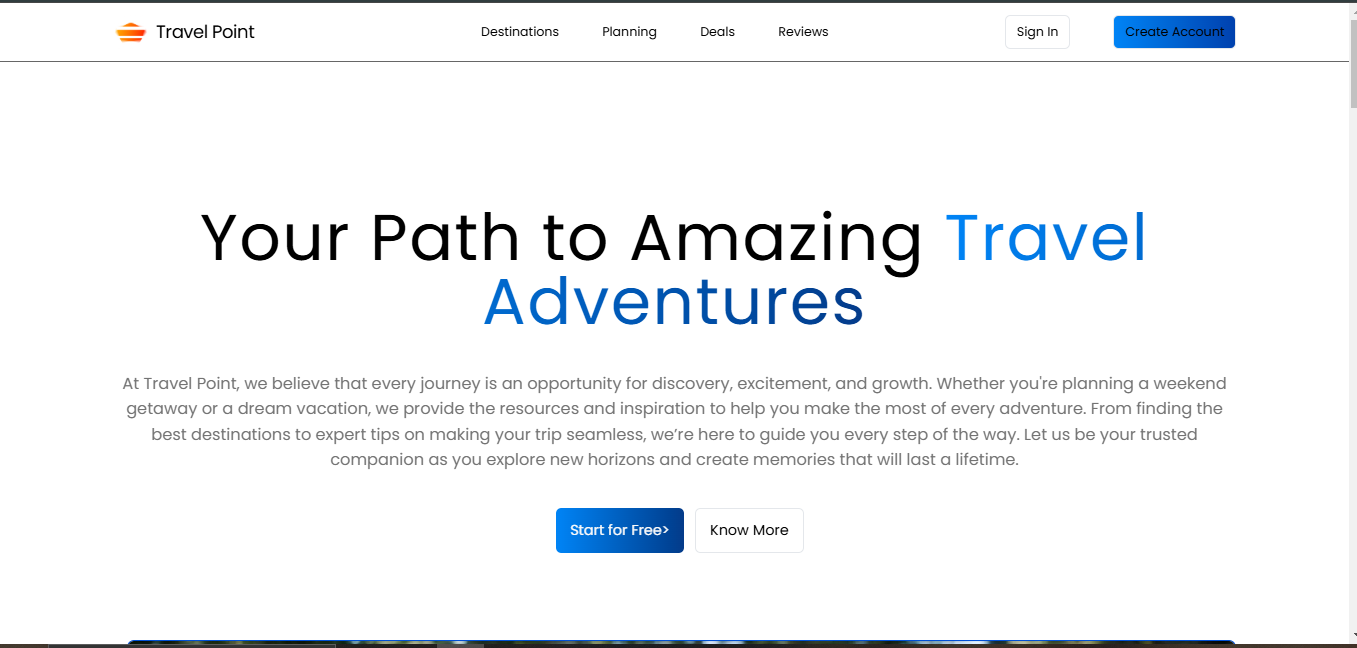 Travel Point
Destinations
Planning
Deals
Reviews
Sign In
Create Account
Your Path to Amazing Travel
Adventures
At Travel Point, we believe that every journey is an opportunity for discovery, excitement, and growth. Whether you're planning a weekend
getaway or a dream vacation, we provide the resources and inspiration to help you make the most of every adventure. From finding the
best destinations to expert tips on making your trip seamless, we’re here to guide you every step of the way. Let us be your trusted
companion as you explore new horizons and create memories that will last a lifetime.
Start for Free>
Know More